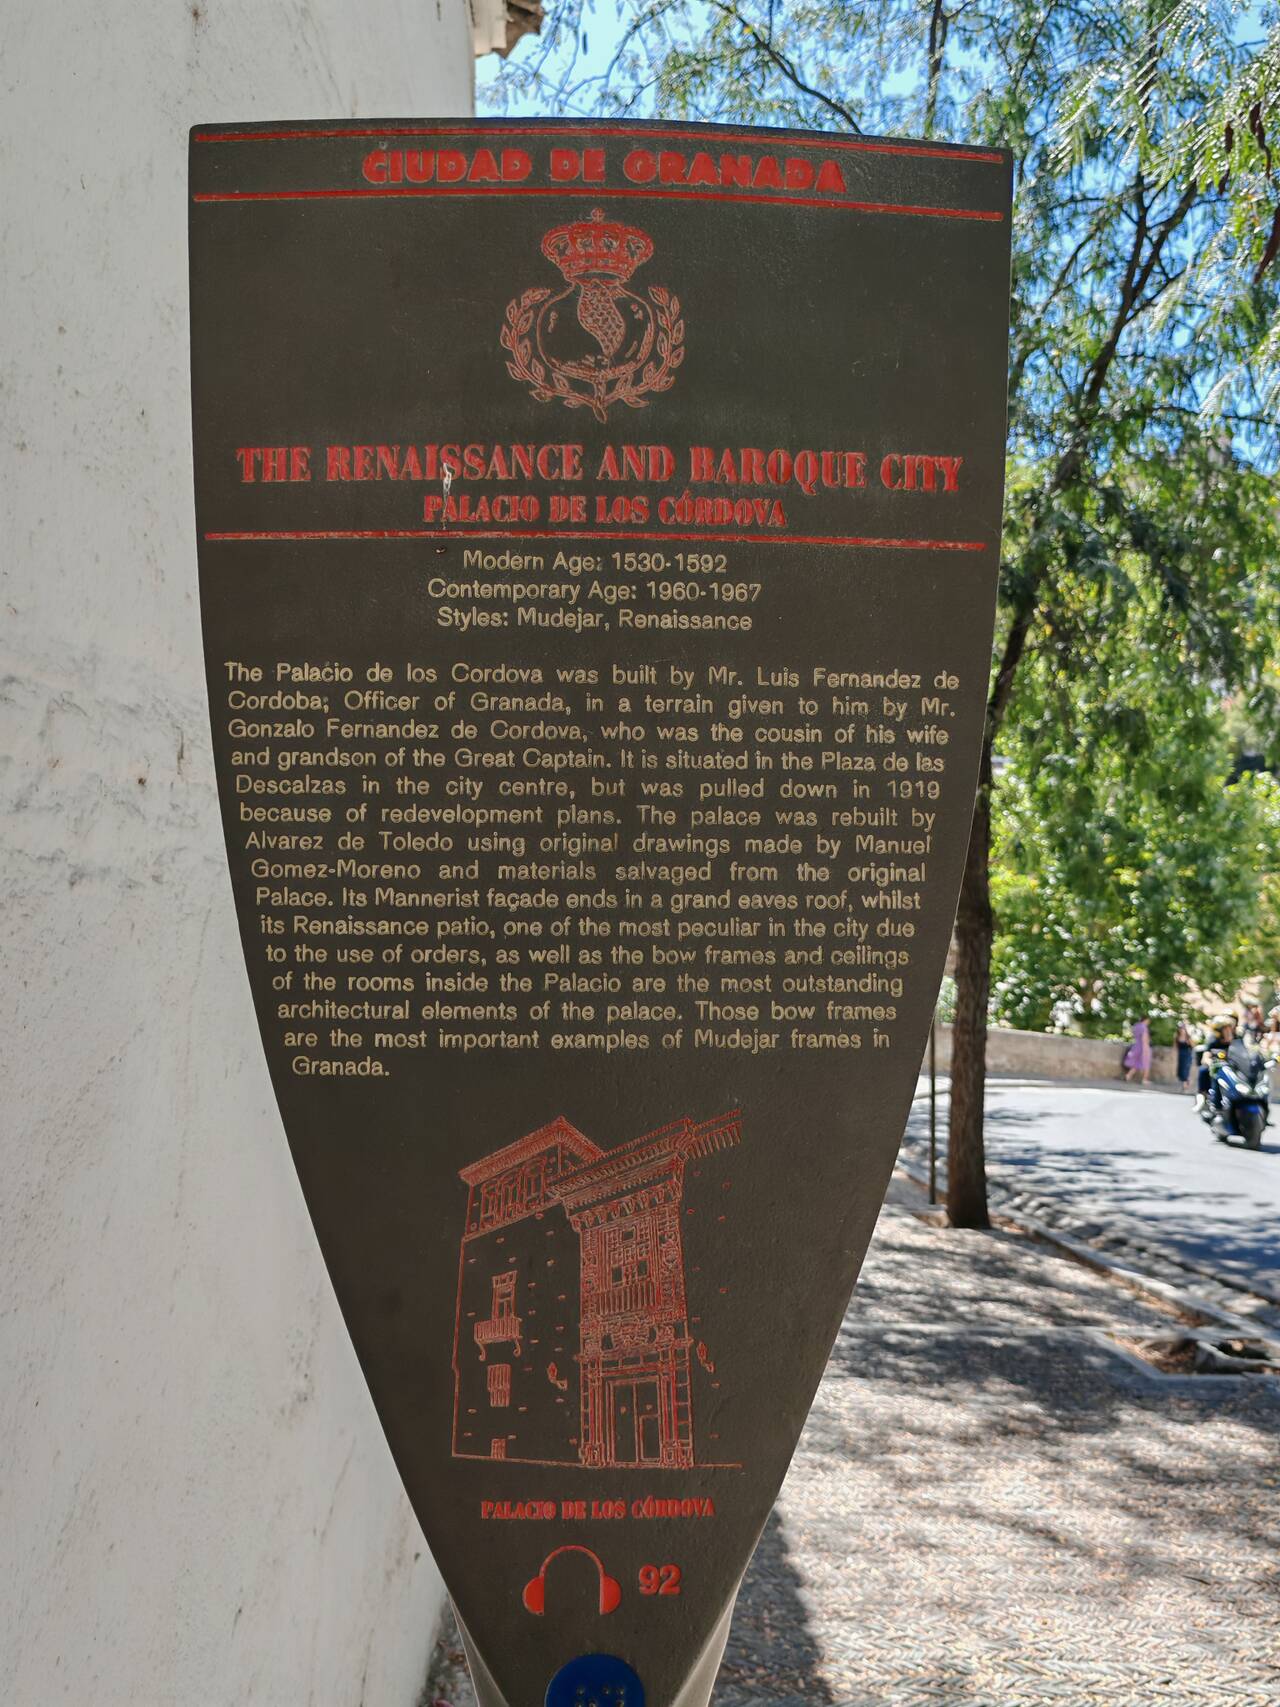 CIUDAD DE GRANADA
THE RENAISSANCE AND BAROQUE CITY
PALACIO DE LOS CÓRDOVA
Modern Age: 1530-1592
Contemporary Age: 1960-1967
Styles: Mudejar, Renaissance
The Palacio de los Cordova was built by Mr. Luis Fernandez de
Cordoba; Officer of Granada, in a terrain given to him by Mr.
Gonzalo Fernandez de Cordova, who was the cousin of his wife
and grandson of the Great Captain. It is situated in the Plaza de las
Descalzas in the city centre, but was pulled down in 1919
because of redevelopment plans. The palace was rebuilt by
Alvarez de Toledo using original drawings made by Manuel
Gomez-Moreno and materials salvaged from the original
Palace. Its Mannerist façade ends in a grand eaves roof, whilst
its Renaissance patio, one of the most peculiar in the city due
to the use of orders, as well as the bow frames and ceilings
of the rooms inside the Palacio are the most outstanding
architectural elements of the palace. Those bow frames
are the most important examples of Mudejar frames in
Granada.
PALACIO DE LOS CÓRDOVA
92